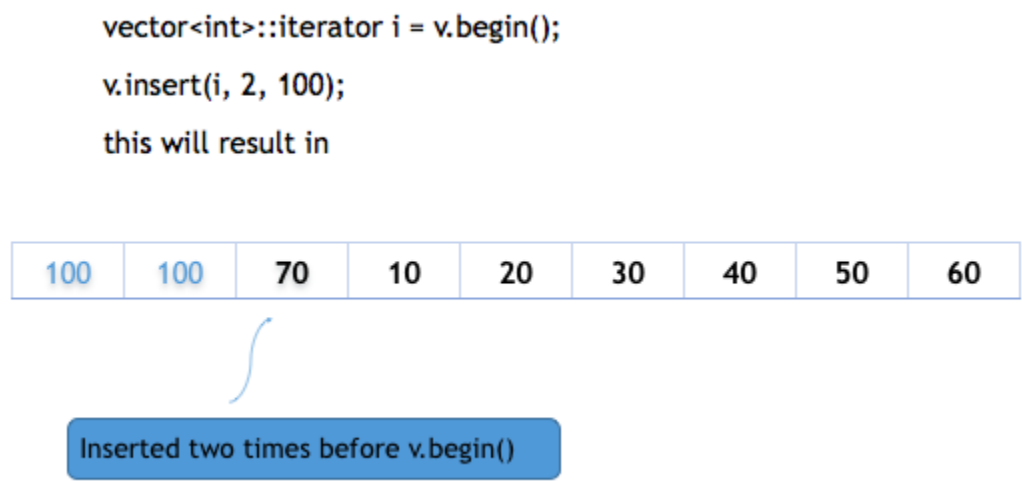 vector<int>::iterator i = v.begin();
v.insert(i, 2, 100);
this will result in
100 100 70 10 20 30 40 50 60
Inserted two times before v.begin()